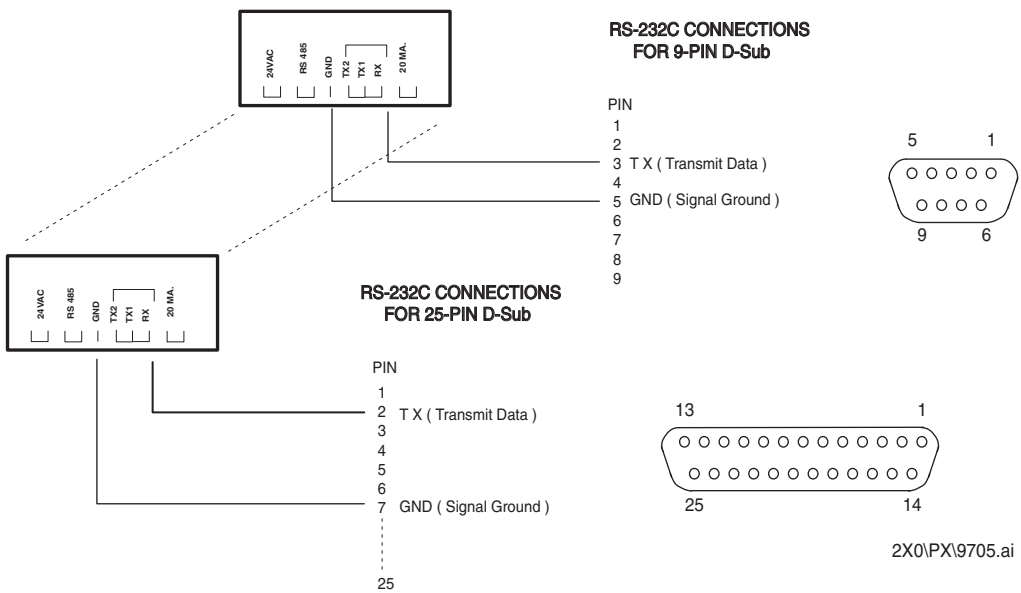 24VAC
RS 485
GND
TX2
TX1
RX
20 MA.
RS-232C CONNECTIONS
FOR 9-PIN D-Sub
PIN
1
2
3 T X ( Transmit Data )
4
5 GND ( Signal Ground )
6
7
8
9
5 1
9 6
24VAC
RS 485
GND
TX2
TX1
RX
20 MA.
RS-232C CONNECTIONS
FOR 25-PIN D-Sub
PIN
1
2 T X ( Transmit Data )
3
4
5
6
7 GND ( Signal Ground )
25
13 1
25 14
2X0\PX\9705.ai